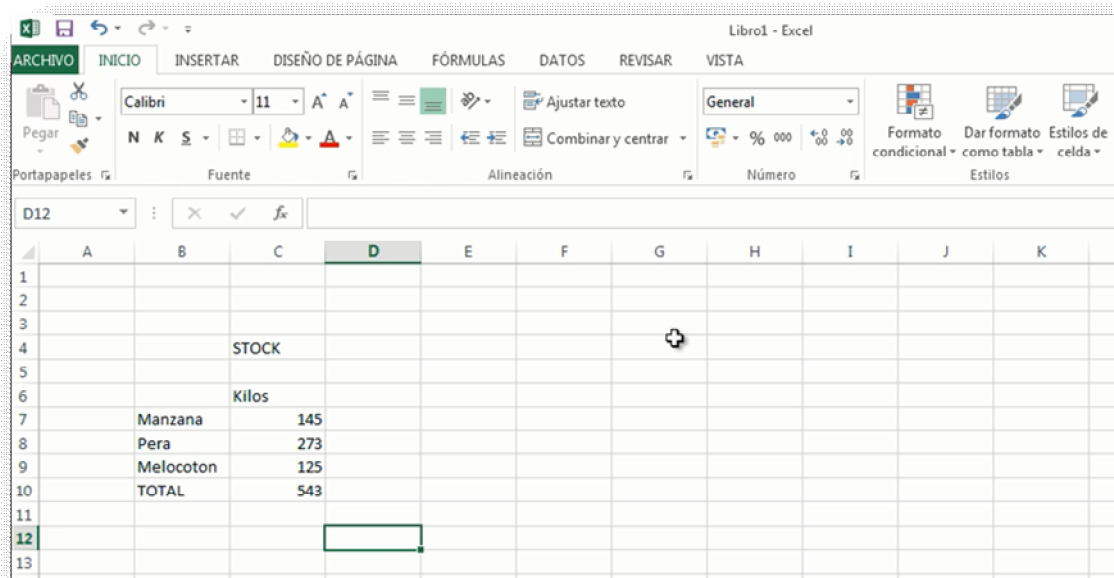 Libro1 - Excel
ARCHIVO INICIO INSERTAR DISEÑO DE PÁGINA FÓRMULAS DATOS REVISAR VISTA
Pegar
Calibri 11 A A
N K S A
Ajustar texto
Combinar y centrar
General
% 000
Formato condicional
Dar formato como tabla
Estilos de celda
Portapapeles Fuente Alineación Número Estilos
D12 fx
A B C D E F G H I J K
1
2
3
4 STOCK
5
6 Kilos
7 Manzana 145
8 Pera 273
9 Melocoton 125
10 TOTAL 543
11
12
13